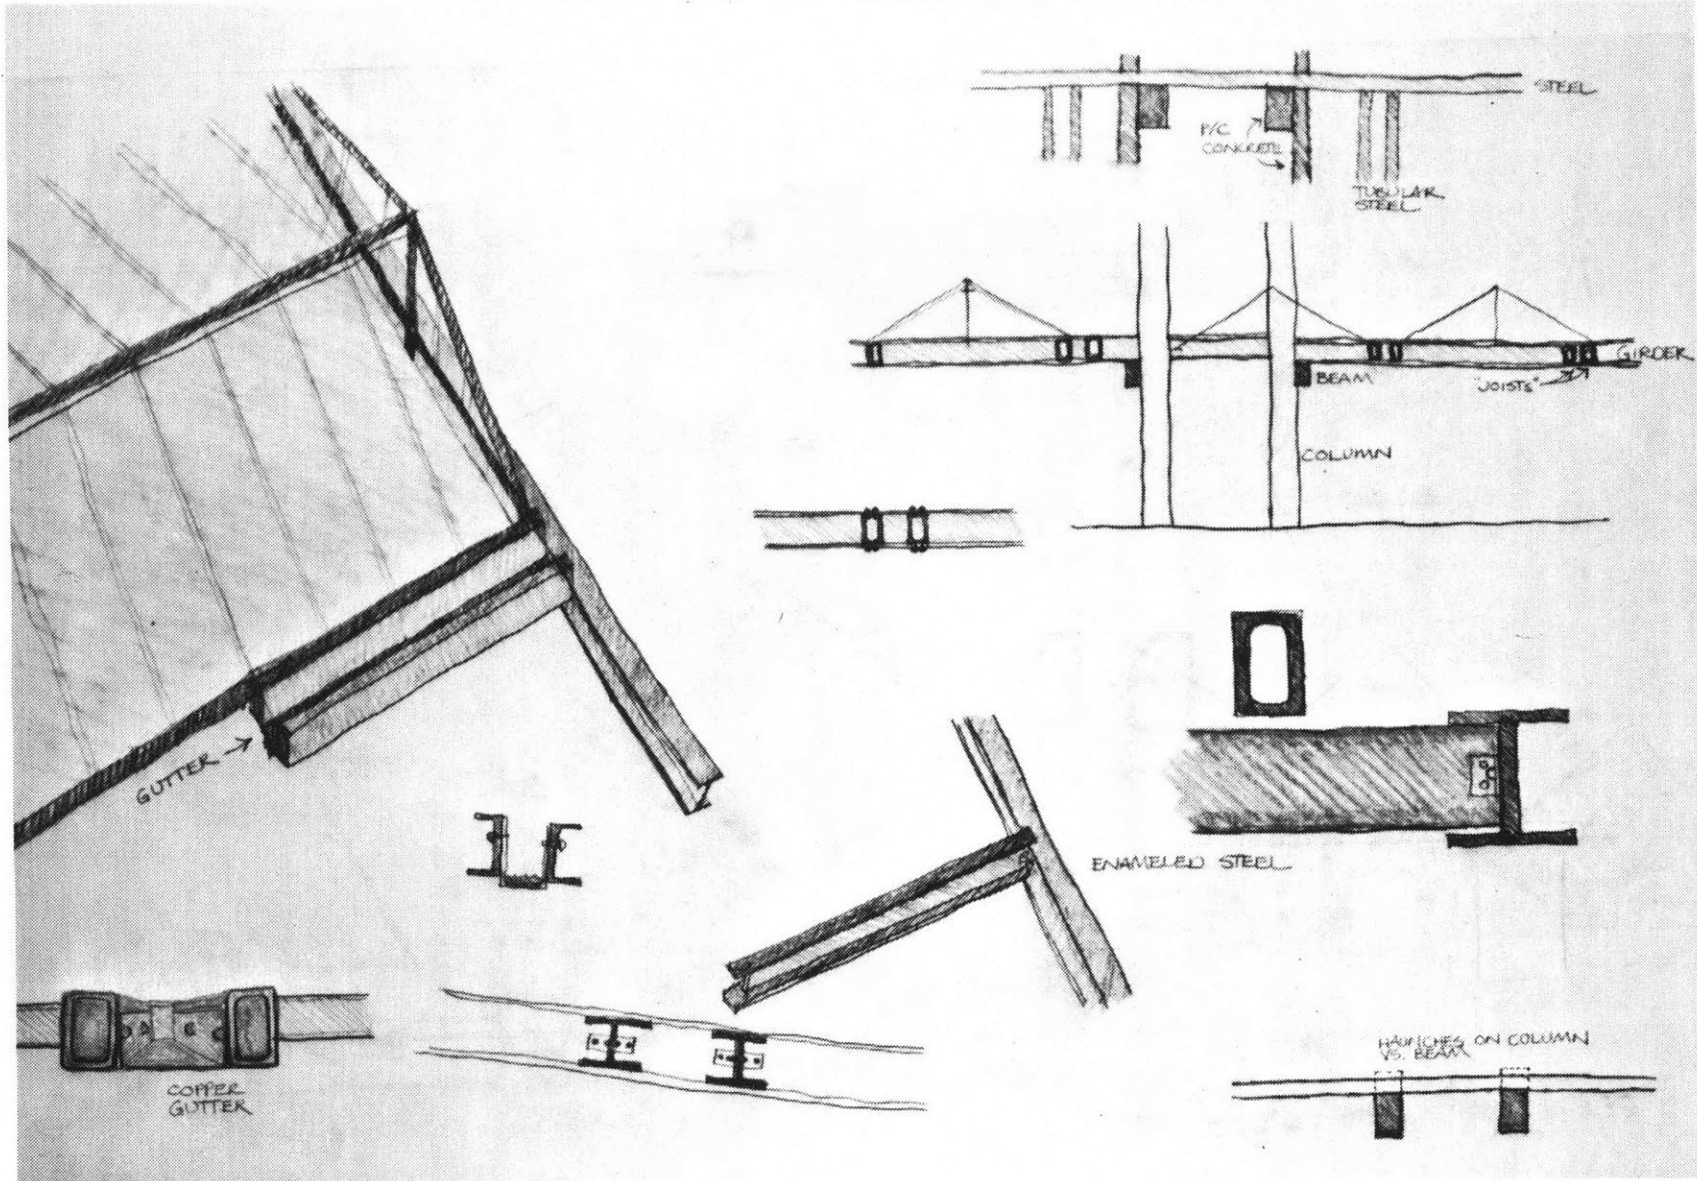 STEEL
P/C
CONCRETE
TUBULAR
STEEL
GIRDER
BEAM
"JOISTS"
COLUMN
GUTTER
ENAMELED STEEL
COPPER
GUTTER
HAUNCHES ON COLUMN
VS. BEAM